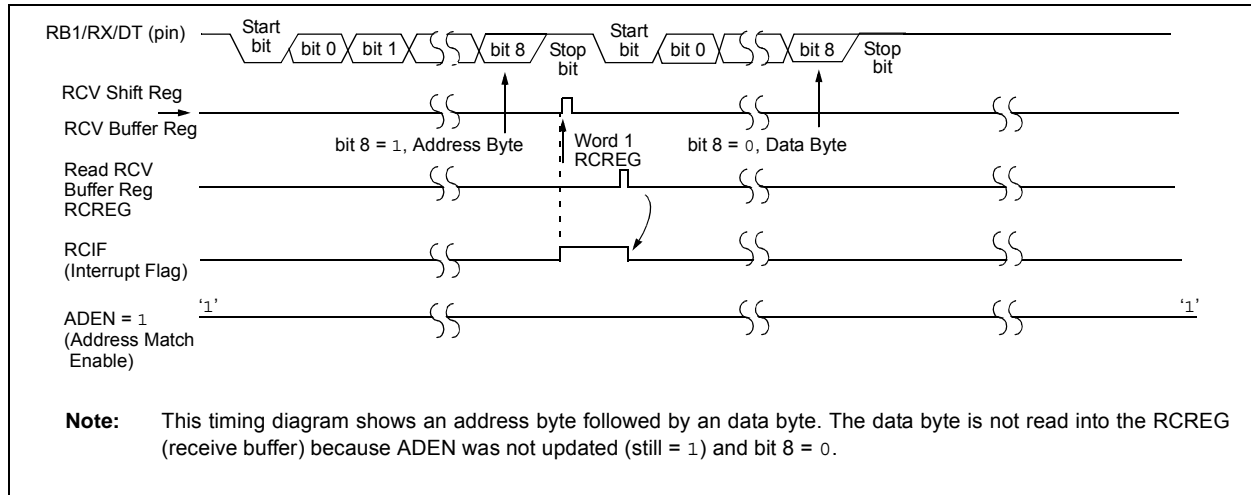 RB1/RX/DT (pin)
Start
bit
bit 0
bit 1
bit 8
Stop
bit
Start
bit
bit 0
bit 8
Stop
bit
RCV Shift Reg
RCV Buffer Reg
bit 8 = 1, Address Byte
Word 1
RCREG
bit 8 = 0, Data Byte
Read RCV
Buffer Reg
RCREG
RCIF
(Interrupt Flag)
‘1’
‘1’
ADEN = 1
(Address Match
Enable)
Note: This timing diagram shows an address byte followed by an data byte. The data byte is not read into the RCREG
(receive buffer) because ADEN was not updated (still = 1) and bit 8 = 0.